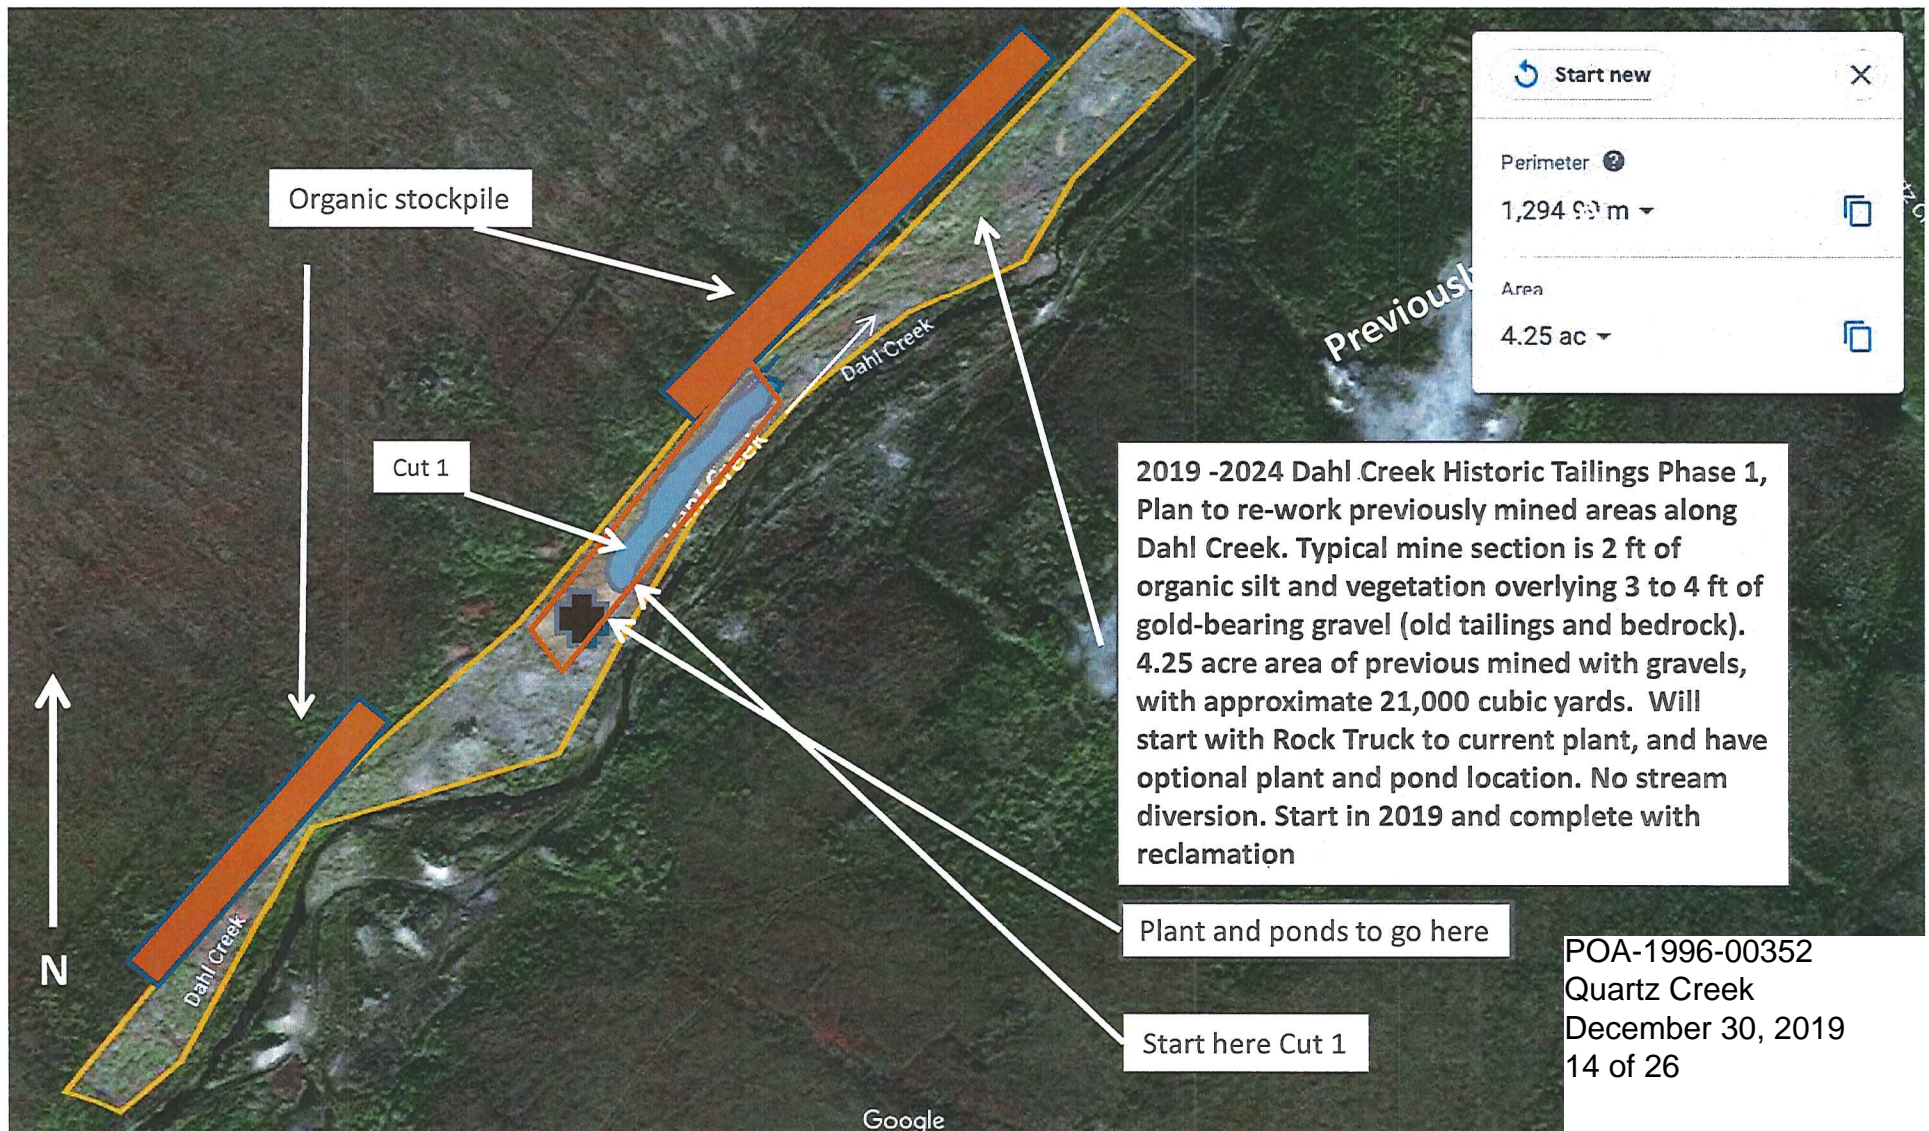 Start new
Perimeter
1,294 m
Area
4.25 ac
Organic stockpile
Previously
Dahl Creek
Cut 1
Creek
2019 -2024 Dahl Creek Historic Tailings Phase 1,
Plan to re-work previously mined areas along
Dahl Creek. Typical mine section is 2 ft of
organic silt and vegetation overlying 3 to 4 ft of
gold-bearing gravel (old tailings and bedrock).
4.25 acre area of previous mined with gravels,
with approximate 21,000 cubic yards. Will
start with Rock Truck to current plant, and have
optional plant and pond location. No stream
diversion. Start in 2019 and complete with
reclamation
Plant and ponds to go here
Start here Cut 1
N
Dahl Creek
Google
POA-1996-00352
Quartz Creek
December 30, 2019
14 of 26